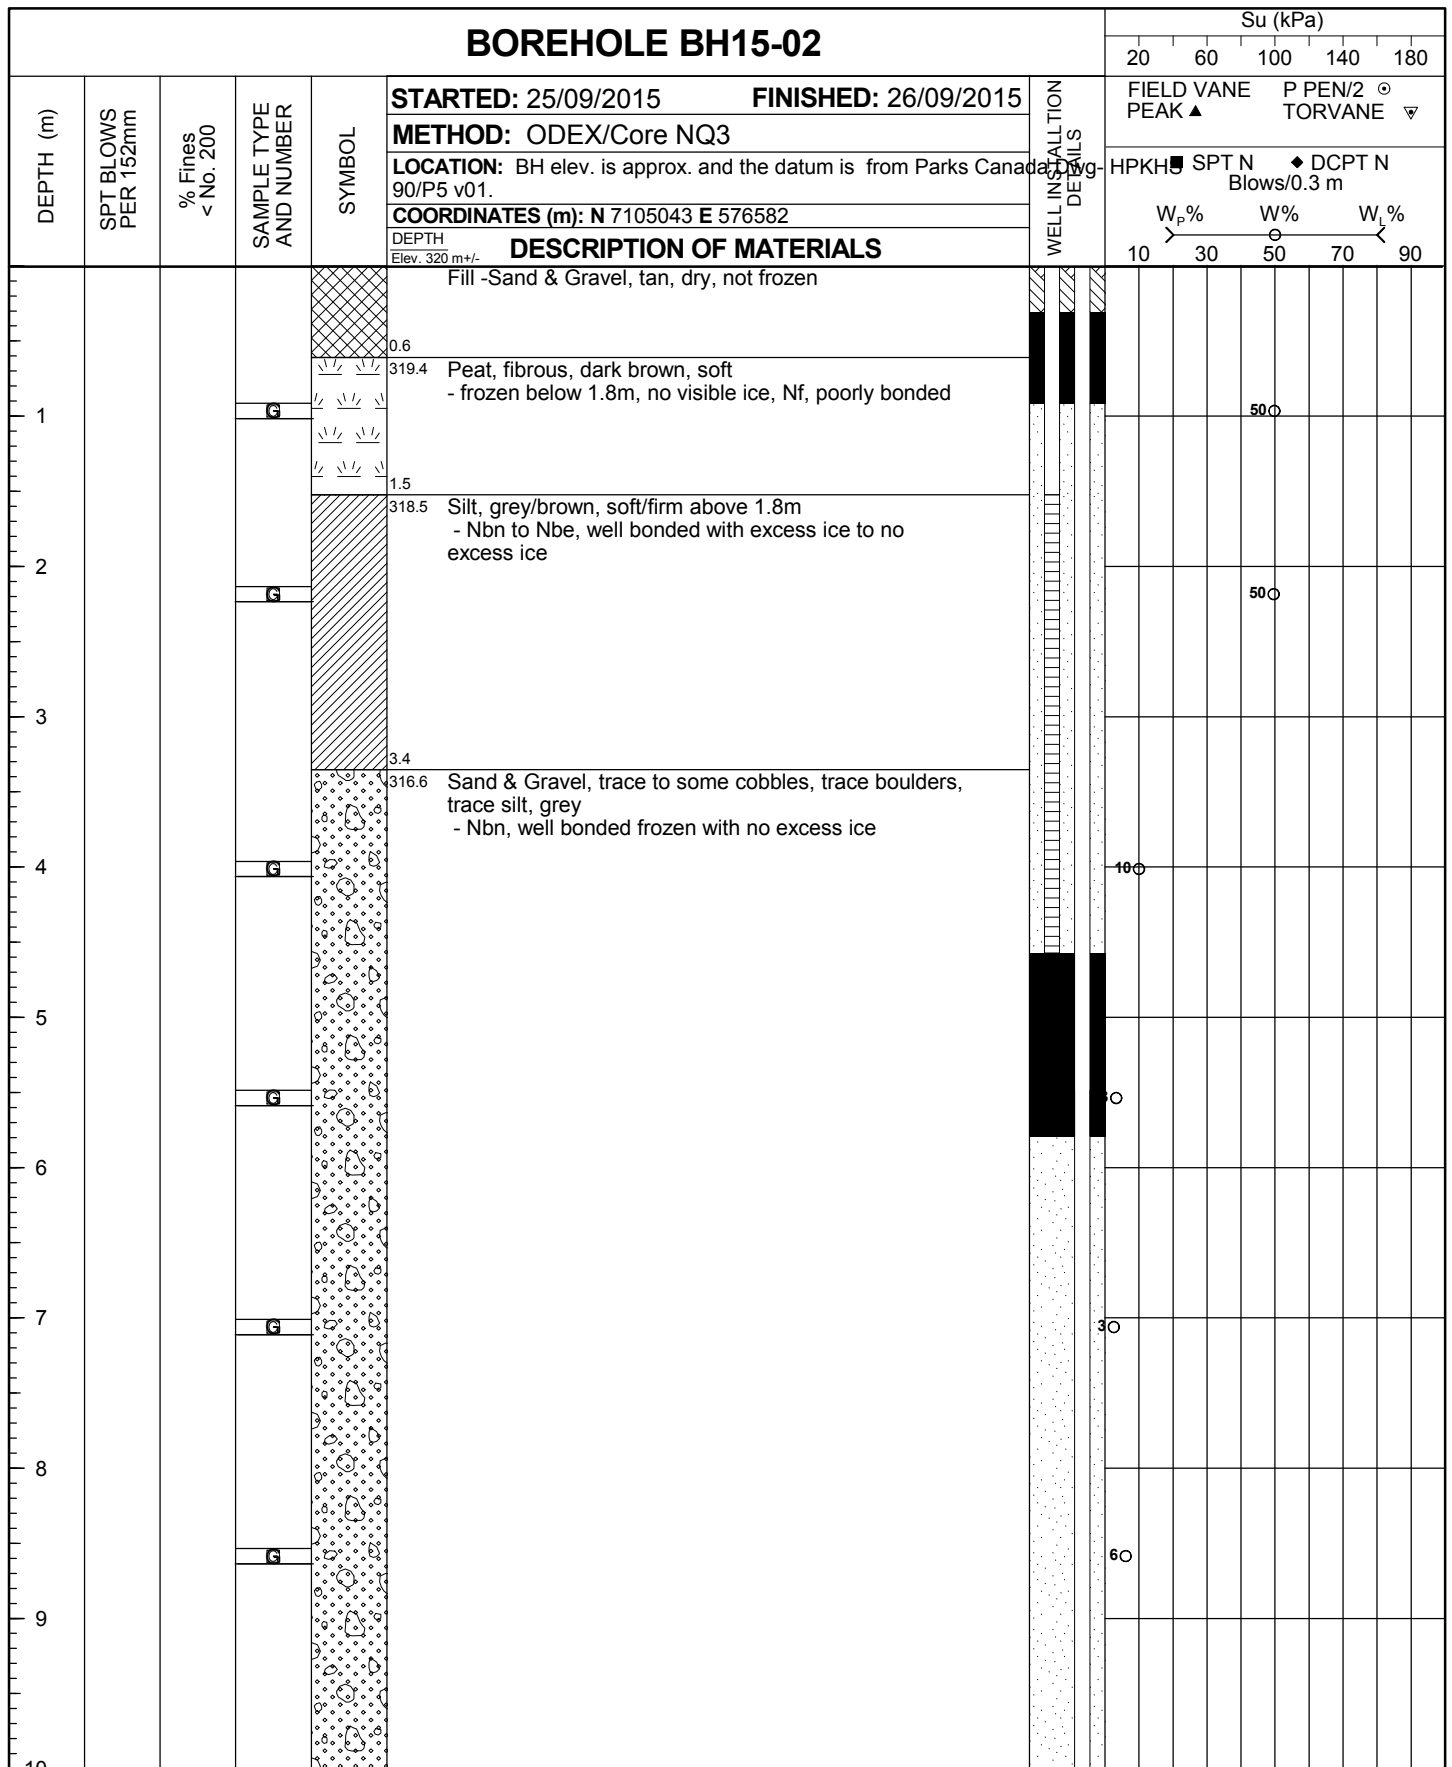 BOREHOLE BH15-02
Su (kPa)
20 60 100 140 180
DEPTH (m)
SPT BLOWS
PER 152mm
% Fines
< No. 200
SAMPLE TYPE
AND NUMBER
SYMBOL
STARTED: 25/09/2015 FINISHED: 26/09/2015
METHOD: ODEX/Core NQ3
LOCATION: BH elev. is approx. and the datum is from Parks Canada Dwg- HPKHS
90/P5 v01.
COORDINATES (m): N 7105043 E 576582
DEPTH
Elev. 320 m+/-
DESCRIPTION OF MATERIALS
WELL INSTALLTION
DETAILS
FIELD VANE P PEN/2
PEAK ▲ TORVANE
■ SPT N ◆ DCPT N
Blows/0.3 m
WP% W% WL%
10 30 50 70 90
Fill -Sand & Gravel, tan, dry, not frozen
0.6
319.4 Peat, fibrous, dark brown, soft
- frozen below 1.8m, no visible ice, Nf, poorly bonded
1 G 50
1.5
318.5 Silt, grey/brown, soft/firm above 1.8m
- Nbn to Nbe, well bonded with excess ice to no
excess ice
2
G 50
3
3.4
316.6 Sand & Gravel, trace to some cobbles, trace boulders,
trace silt, grey
- Nbn, well bonded frozen with no excess ice
4 G 10
5
G
6
7 G 3
8
G 6
9
10